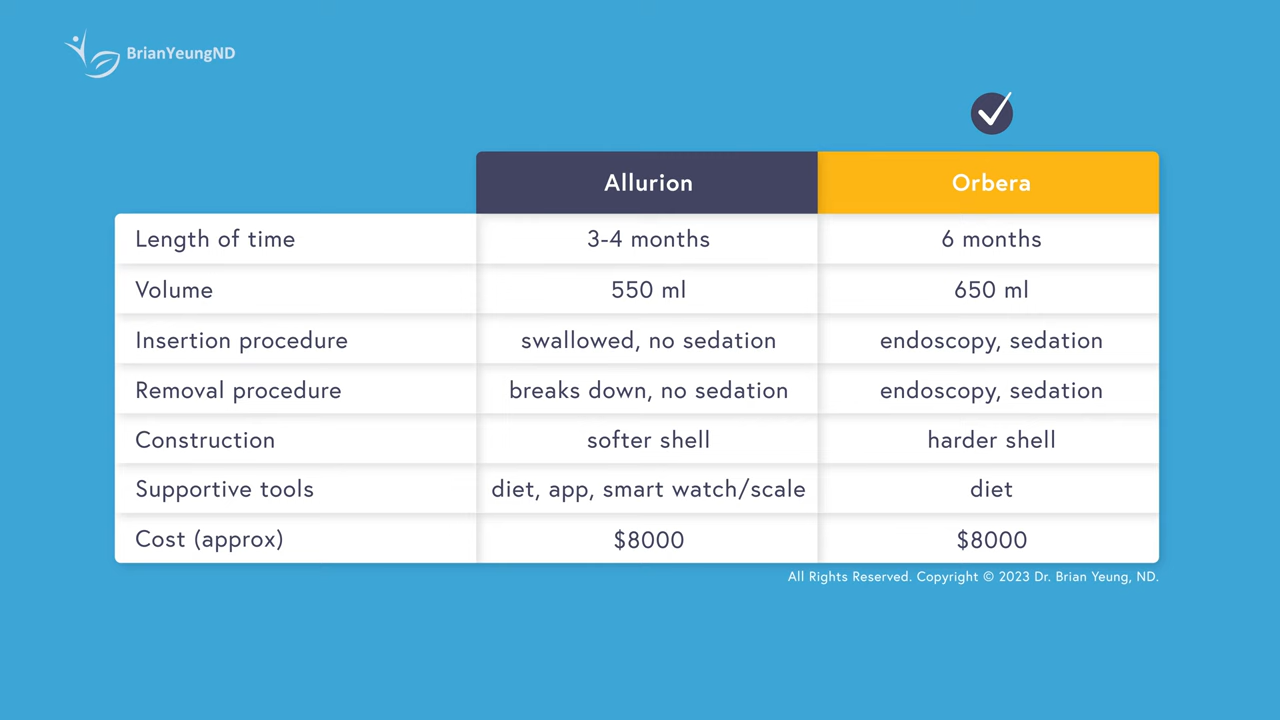 BrianYeungND
Allurion Orbera
Length of time 3-4 months 6 months
Volume 550 ml 650 ml
Insertion procedure swallowed, no sedation endoscopy, sedation
Removal procedure breaks down, no sedation endoscopy, sedation
Construction softer shell harder shell
Supportive tools diet, app, smart watch/scale diet
Cost (approx) $8000 $8000
All Rights Reserved. Copyright © 2023 Dr. Brian Yeung, ND.